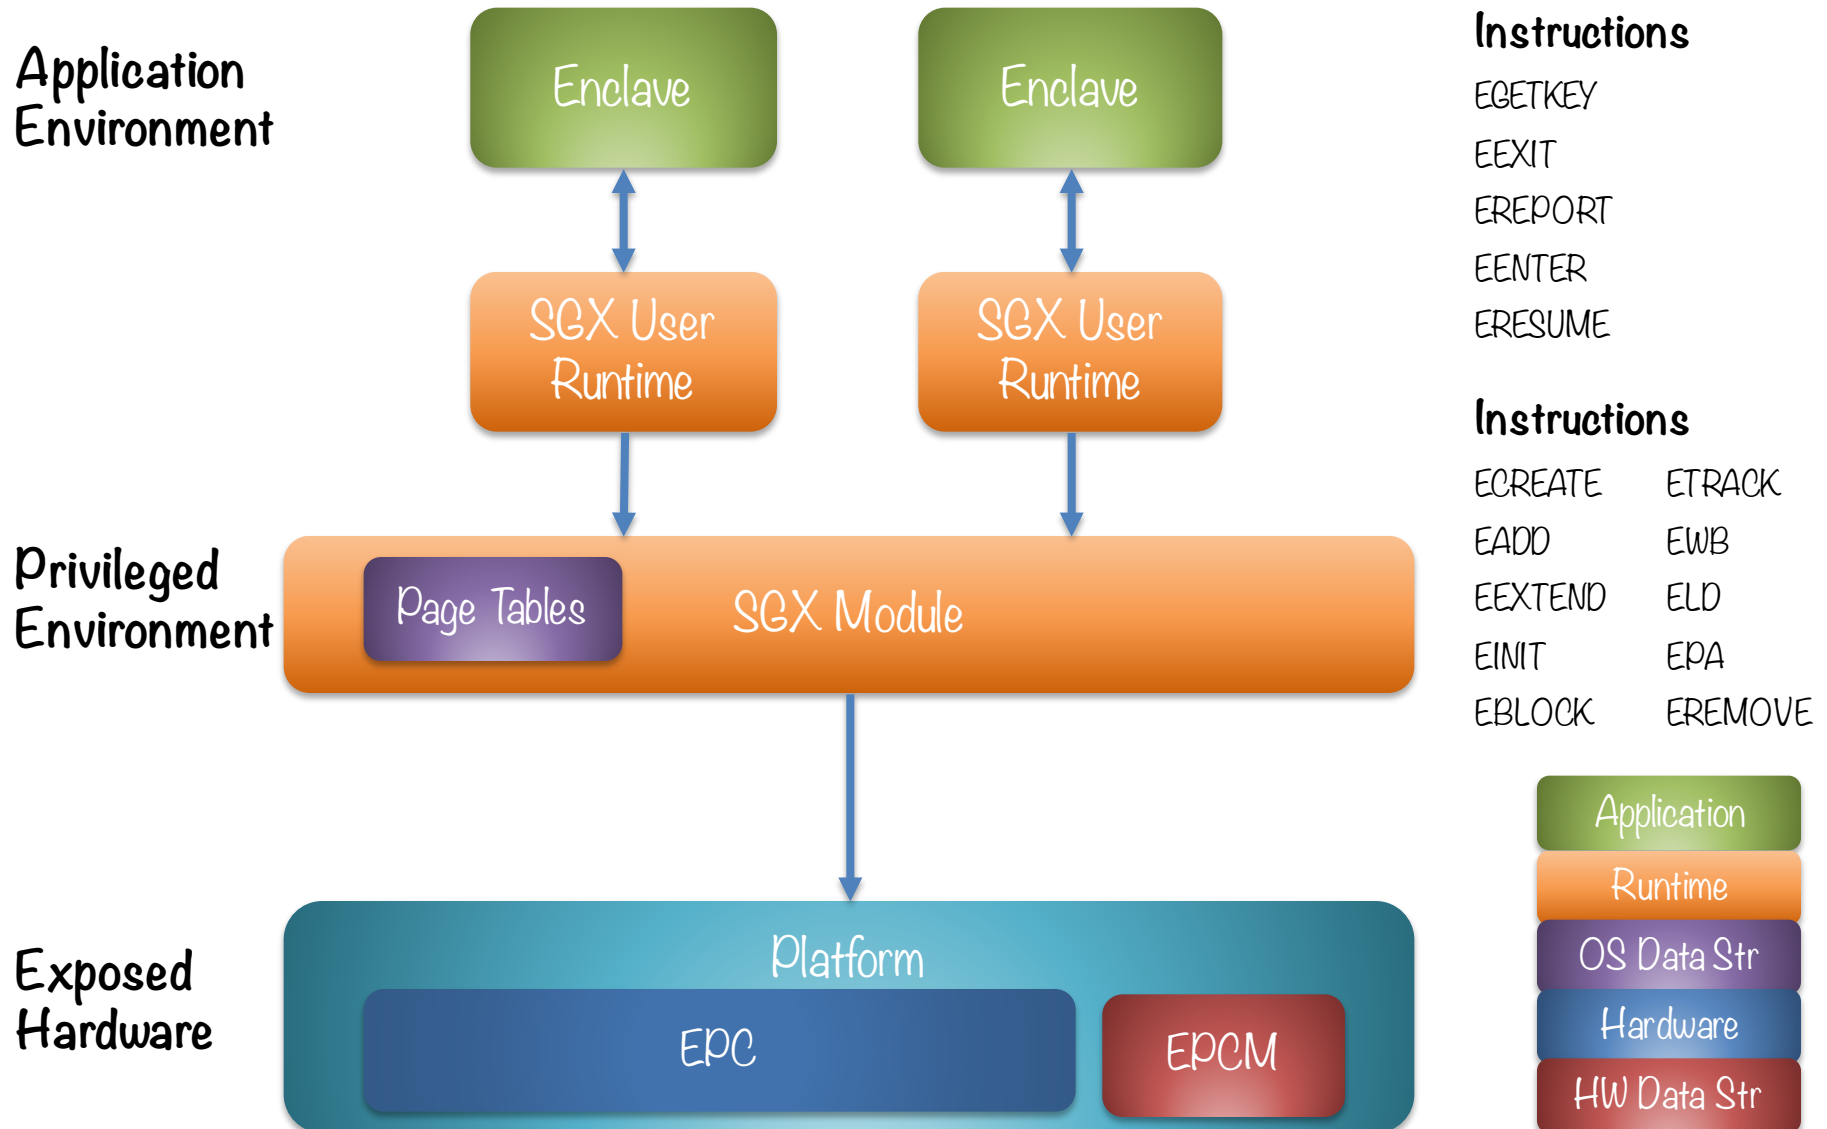 Application
Environment
Enclave
Enclave
SGX User
Runtime
SGX User
Runtime
Privileged
Environment
Page Tables
SGX Module
Exposed
Hardware
Platform
EPC
EPCM
Instructions
EGETKEY
EEXIT
EREPORT
EENTER
ERESUME
Instructions
ECREATE ETRACK
EADD EWB
EEXTEND ELD
EINIT EPA
EBLOCK EREMOVE
Application
Runtime
OS Data Str
Hardware
HW Data Str